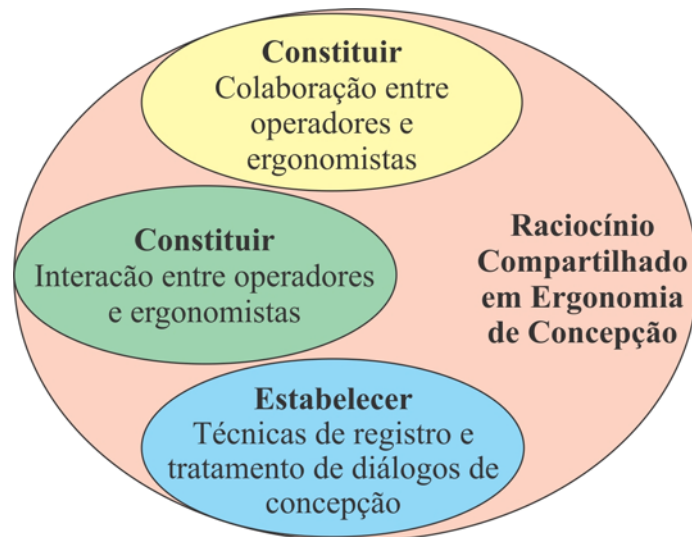 Constituir
Colaboração entre
operadores e
ergonomistas
Constituir
Interacão entre operadores
e ergonomistas
Raciocínio
Compartilhado
em Ergonomia
de Concepção
Estabelecer
Técnicas de registro e
tratamento de diálogos de
concepção